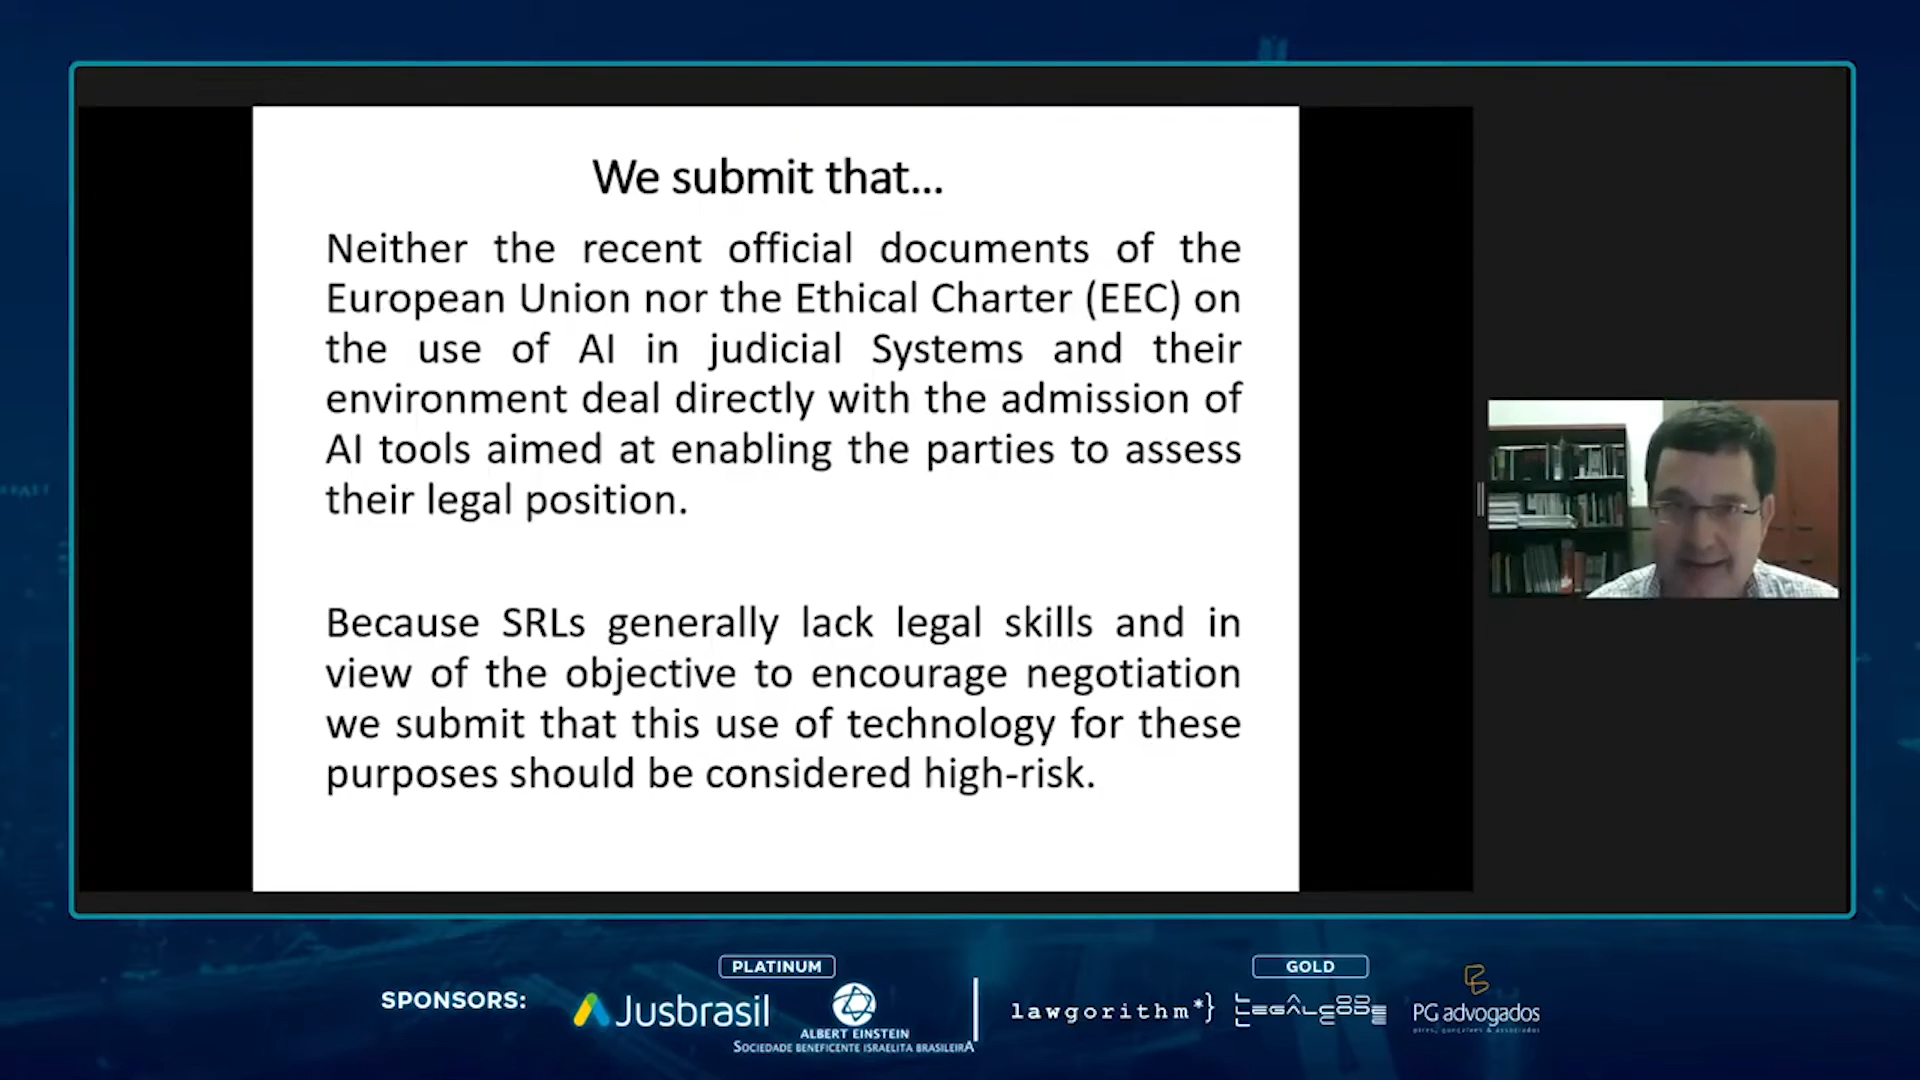 We submit that...
Neither the recent official documents of the
European Union nor the Ethical Charter (EEC) on
the use of AI in judicial Systems and their
environment deal directly with the admission of
AI tools aimed at enabling the parties to assess
their legal position.
Because SRLs generally lack legal skills and in
view of the objective to encourage negotiation
we submit that this use of technology for these
purposes should be considered high-risk.
PLATINUM
GOLD
SPONSORS:
Jusbrasil
ALBERT EINSTEIN
SOCIEDADE BENEFICENTE ISRAELITA BRASILEIRA
lawgorithm*}
LEGALCODE
PG advogados
pires, gonçalves & associados